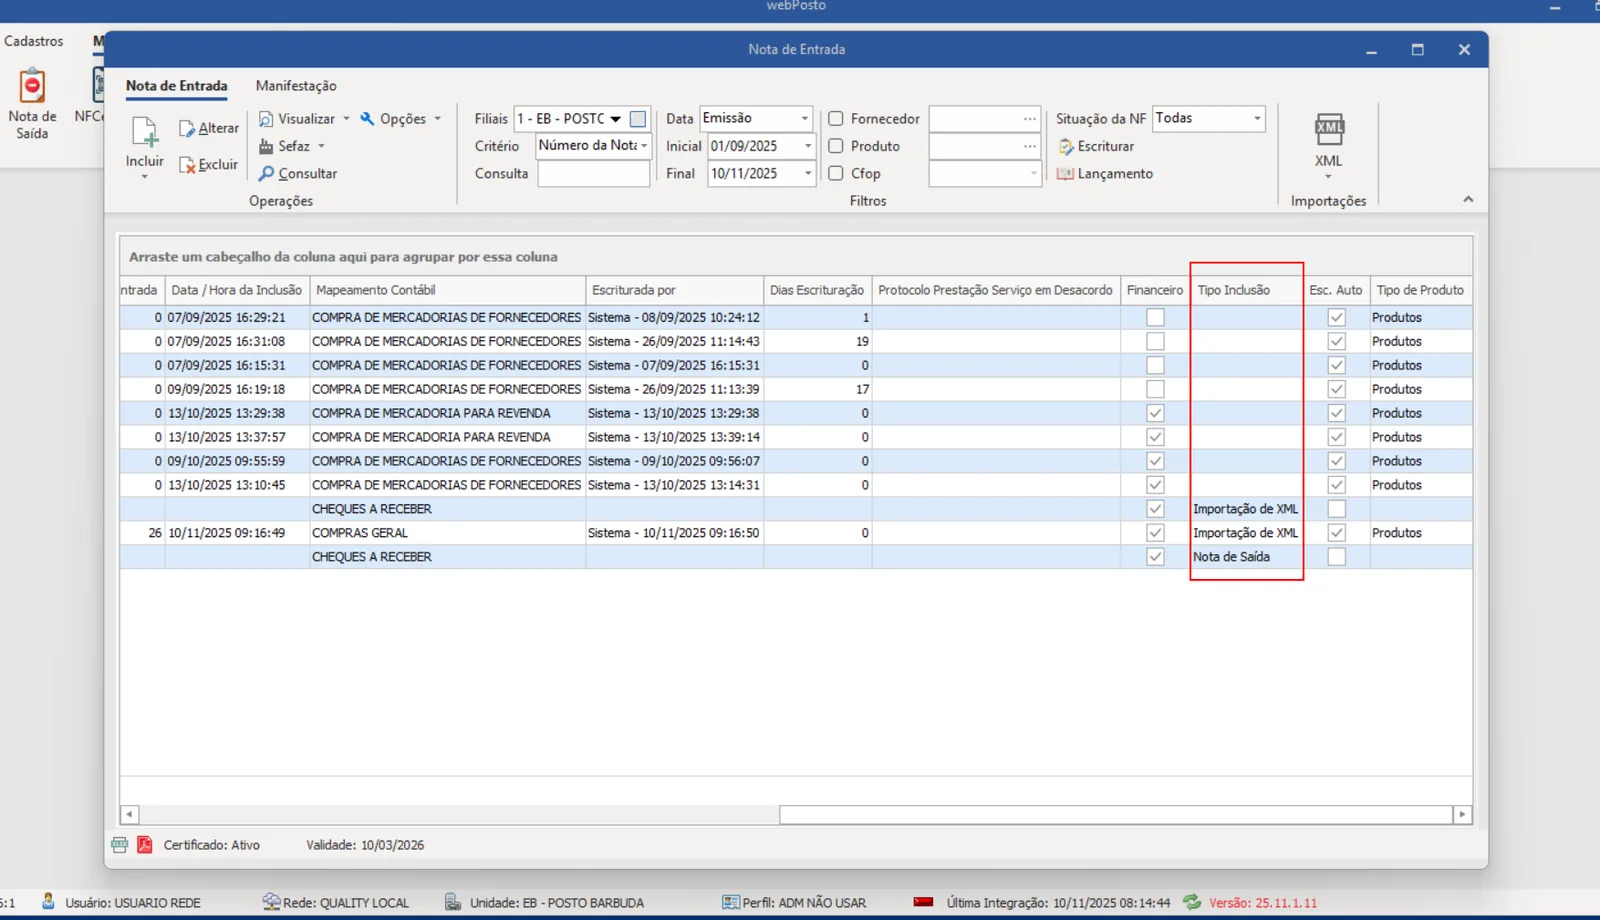 webPosto
Cadastros
M
Nota de Saída
NFCe
Nota de Entrada
Nota de Entrada
Manifestação
Incluir
Alterar
Excluir
Visualizar
Opções
Sefaz
Consultar
Operações
Filiais
1 - EB - POSTO
Critério
Número da Nota
Consulta
Data
Emissão
Inicial
01/09/2025
Final
10/11/2025
Fornecedor
Produto
Cfop
Situação da NF
Todas
Escriturar
Lançamento
Filtros
XML
XML
Importações
Arraste um cabeçalho da coluna aqui para agrupar por essa coluna
ntrada Data / Hora da Inclusão Mapeamento Contábil Escriturada por Dias Escrituração Protocolo Prestação Serviço em Desacordo Financeiro Tipo Inclusão Esc. Auto Tipo de Produto
0 07/09/2025 16:29:21 COMPRA DE MERCADORIAS DE FORNECEDORES Sistema - 08/09/2025 10:24:12 1 Produtos
0 07/09/2025 16:31:08 COMPRA DE MERCADORIAS DE FORNECEDORES Sistema - 26/09/2025 11:14:43 19 Produtos
0 07/09/2025 16:15:31 COMPRA DE MERCADORIAS DE FORNECEDORES Sistema - 07/09/2025 16:15:31 0 Produtos
0 09/09/2025 16:19:18 COMPRA DE MERCADORIAS DE FORNECEDORES Sistema - 26/09/2025 11:13:39 17 Produtos
0 13/10/2025 13:29:38 COMPRA DE MERCADORIA PARA REVENDA Sistema - 13/10/2025 13:29:38 0 Produtos
0 13/10/2025 13:37:57 COMPRA DE MERCADORIA PARA REVENDA Sistema - 13/10/2025 13:39:14 0 Produtos
0 09/10/2025 09:55:59 COMPRA DE MERCADORIAS DE FORNECEDORES Sistema - 09/10/2025 09:56:07 0 Produtos
0 13/10/2025 13:10:45 COMPRA DE MERCADORIAS DE FORNECEDORES Sistema - 13/10/2025 13:14:31 0 Produtos
CHEQUES A RECEBER Importação de XML
26 10/11/2025 09:16:49 COMPRAS GERAL Sistema - 10/11/2025 09:16:50 0 Importação de XML Produtos
CHEQUES A RECEBER Nota de Saída
Certificado: Ativo Validade: 10/03/2026
5:1 Usuário: USUARIO REDE Rede: QUALITY LOCAL Unidade: EB - POSTO BARBUDA Perfil: ADM NÃO USAR Última Integração: 10/11/2025 08:14:44 Versão: 25.11.1.11